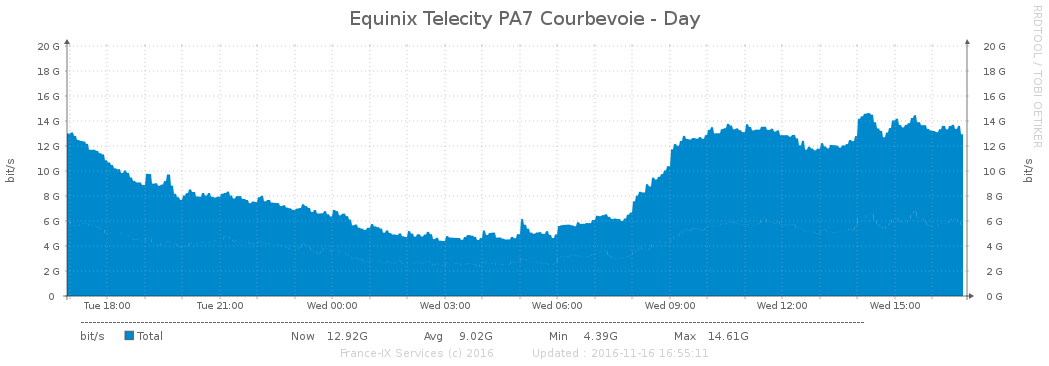 Equinix Telecity PA7 Courbevoie - Day
RRDTOOL / TOBI OETIKER
bit/s
20 G 20 G
18 G 18 G
16 G 16 G
14 G 14 G
12 G 12 G
10 G 10 G
8 G 8 G
6 G 6 G
4 G 4 G
2 G 2 G
0 0 G
bit/s
Tue 18:00 Tue 21:00 Wed 00:00 Wed 03:00 Wed 06:00 Wed 09:00 Wed 12:00 Wed 15:00
bit/s Total Now 12.92G Avg 9.02G Min 4.39G Max 14.61G
France-IX Services (c) 2016 Updated : 2016-11-16 16:55:11